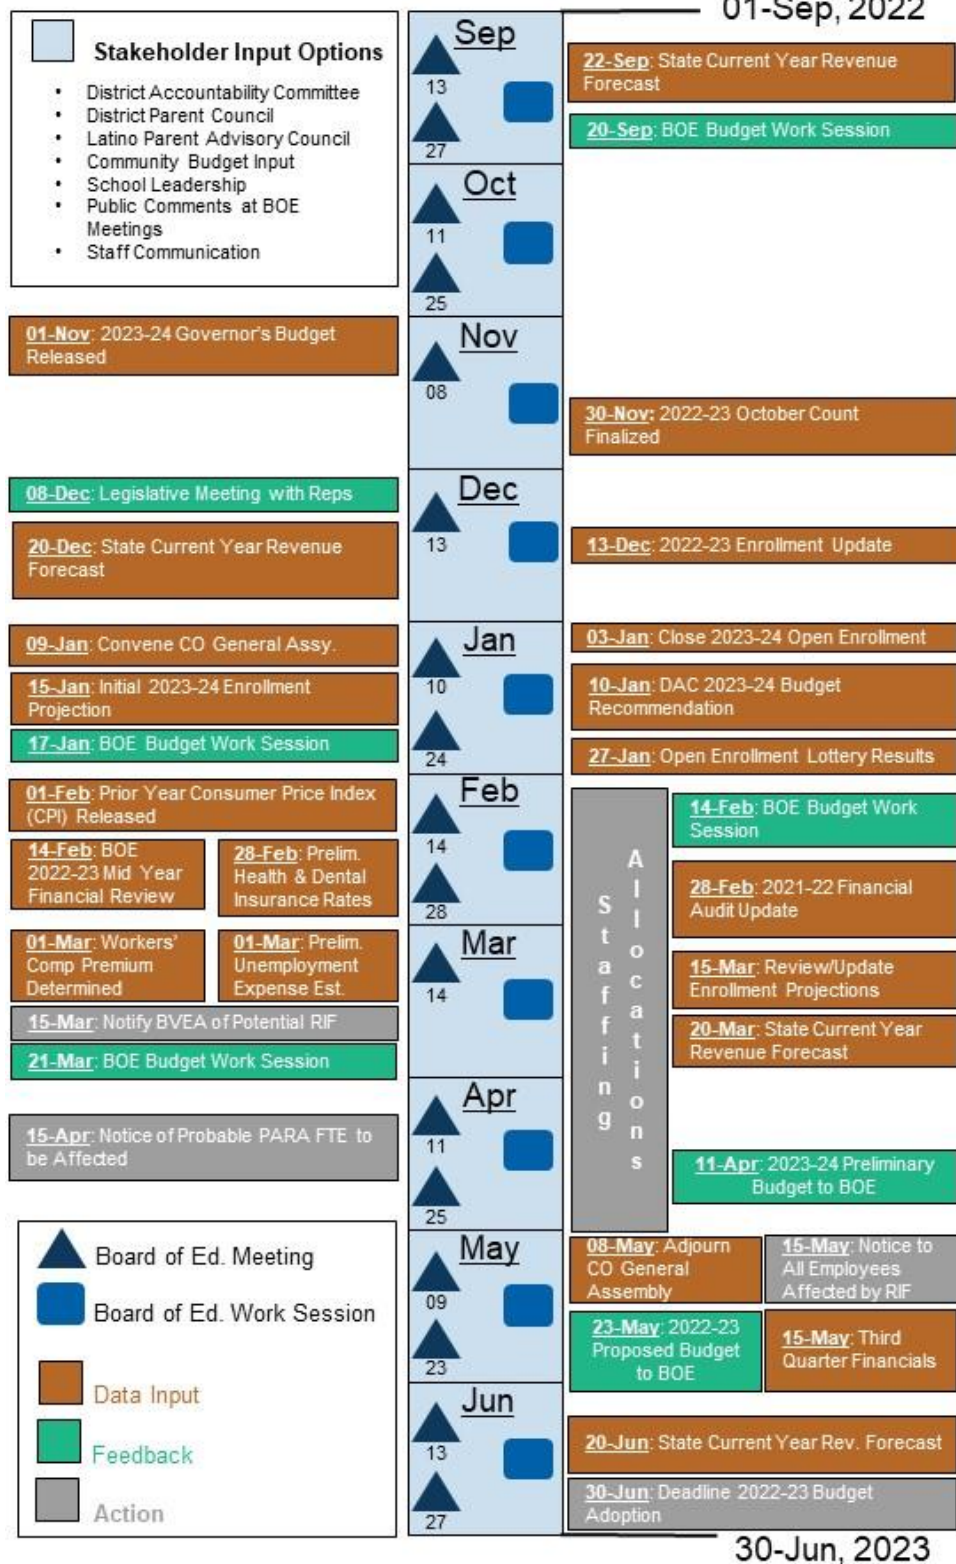 01-Sep, 2022
Stakeholder Input Options
• District Accountability Committee
• District Parent Council
• Latino Parent Advisory Council
• Community Budget Input
• School Leadership
• Public Comments at BOE
Meetings
• Staff Communication
Sep
13
27
22-Sep: State Current Year Revenue
Forecast
20-Sep: BOE Budget Work Session
Oct
11
25
01-Nov: 2023-24 Governor's Budget
Released
Nov
08
30-Nov: 2022-23 October Count
Finalized
08-Dec: Legislative Meeting with Reps
20-Dec: State Current Year Revenue
Forecast
Dec
13
13-Dec: 2022-23 Enrollment Update
09-Jan: Convene CO General Assy.
15-Jan: Initial 2023-24 Enrollment
Projection
17-Jan: BOE Budget Work Session
Jan
10
24
03-Jan: Close 2023-24 Open Enrollment
10-Jan: DAC 2023-24 Budget
Recommendation
27-Jan: Open Enrollment Lottery Results
01-Feb: Prior Year Consumer Price Index
(CPI) Released
14-Feb: BOE
2022-23 Mid Year
Financial Review
28-Feb: Prelim.
Health & Dental
Insurance Rates
Feb
14
28
Staffing
Allocations
14-Feb: BOE Budget Work
Session
28-Feb: 2021-22 Financial
Audit Update
01-Mar: Workers'
Comp Premium
Determined
01-Mar: Prelim.
Unemployment
Expense Est.
15-Mar: Notify BVEA of Potential RIF
21-Mar: BOE Budget Work Session
Mar
14
15-Mar: Review/Update
Enrollment Projections
20-Mar: State Current Year
Revenue Forecast
15-Apr: Notice of Probable PARA FTE to
be Affected
Apr
11
25
11-Apr: 2023-24 Preliminary
Budget to BOE
Board of Ed. Meeting
Board of Ed. Work Session
Data Input
Feedback
Action
May
09
23
08-May: Adjourn
CO General
Assembly
15-May: Notice to
All Employees
Affected by RIF
23-May: 2022-23
Proposed Budget
to BOE
15-May: Third
Quarter Financials
Jun
13
27
20-Jun: State Current Year Rev. Forecast
30-Jun: Deadline 2022-23 Budget
Adoption
30-Jun, 2023